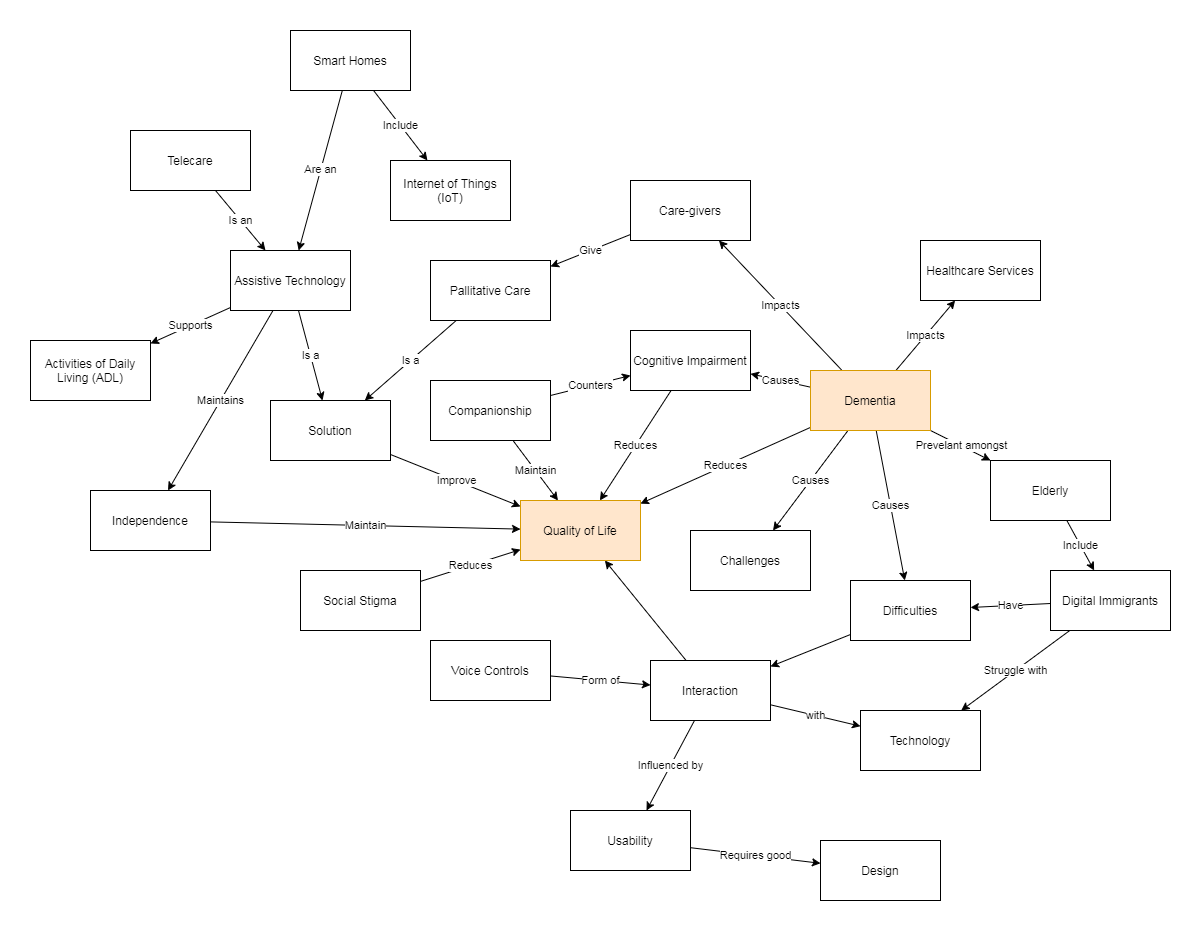 Smart Homes
Include
Telecare
Are an
Internet of Things
(IoT)
Is an
Care-givers
Give
Assistive Technology
Pallitative Care
Healthcare Services
Impacts
Supports
Impacts
Activities of Daily
Living (ADL)
Is a
Is a
Cognitive Impairment
Causes
Counters
Maintains
Dementia
Companionship
Solution
Reduces
Prevelant amongst
Reduces
Maintain
Improve
Causes
Elderly
Causes
Independence
Maintain
Quality of Life
Include
Challenges
Reduces
Social Stigma
Difficulties
Have
Digital Immigrants
Voice Controls
Form of
Interaction
Struggle with
with
Technology
Influenced by
Usability
Requires good
Design